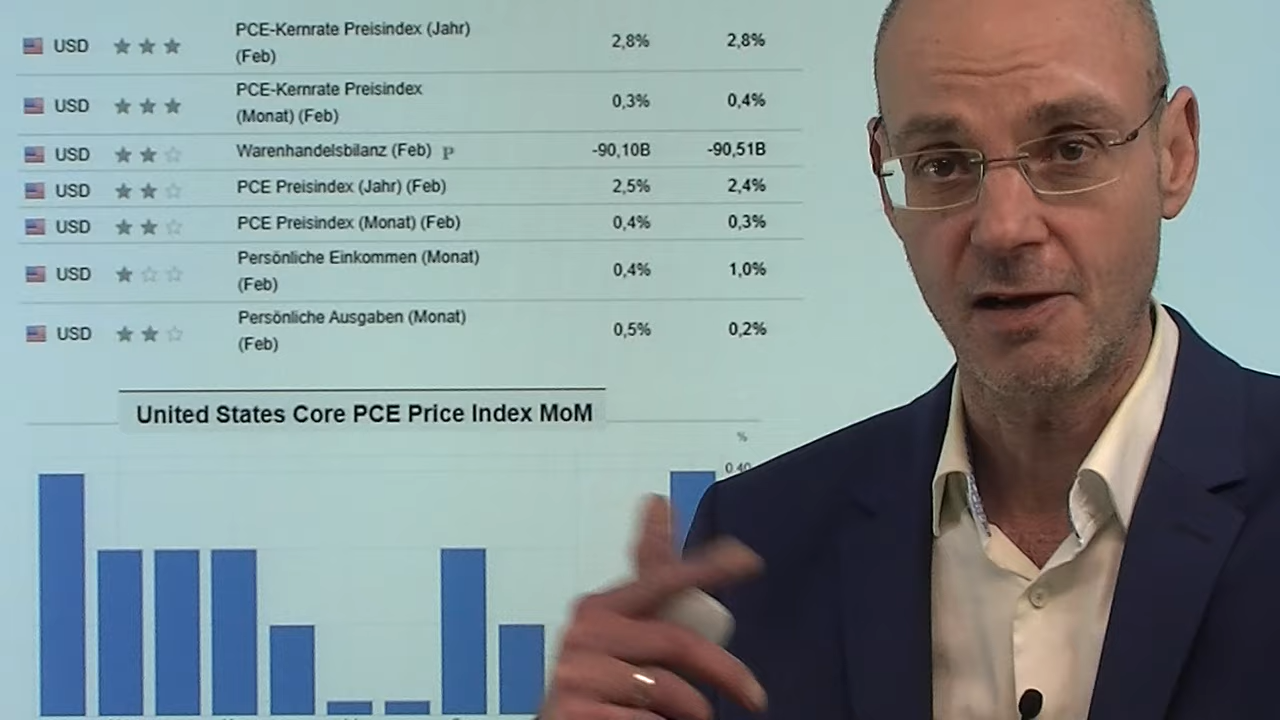 USD PCE-Kernrate Preisindex (Jahr) 2,8% 2,8%
(Feb)
USD PCE-Kernrate Preisindex 0,3% 0,4%
(Monat) (Feb)
USD Warenhandelsbilanz (Feb) P -90,10B -90,51B
USD PCE Preisindex (Jahr) (Feb) 2,5% 2,4%
USD PCE Preisindex (Monat) (Feb) 0,4% 0,3%
USD Persönliche Einkommen (Monat) 0,4% 1,0%
(Feb)
USD Persönliche Ausgaben (Monat) 0,5% 0,2%
(Feb)
United States Core PCE Price Index MoM
%
0.40